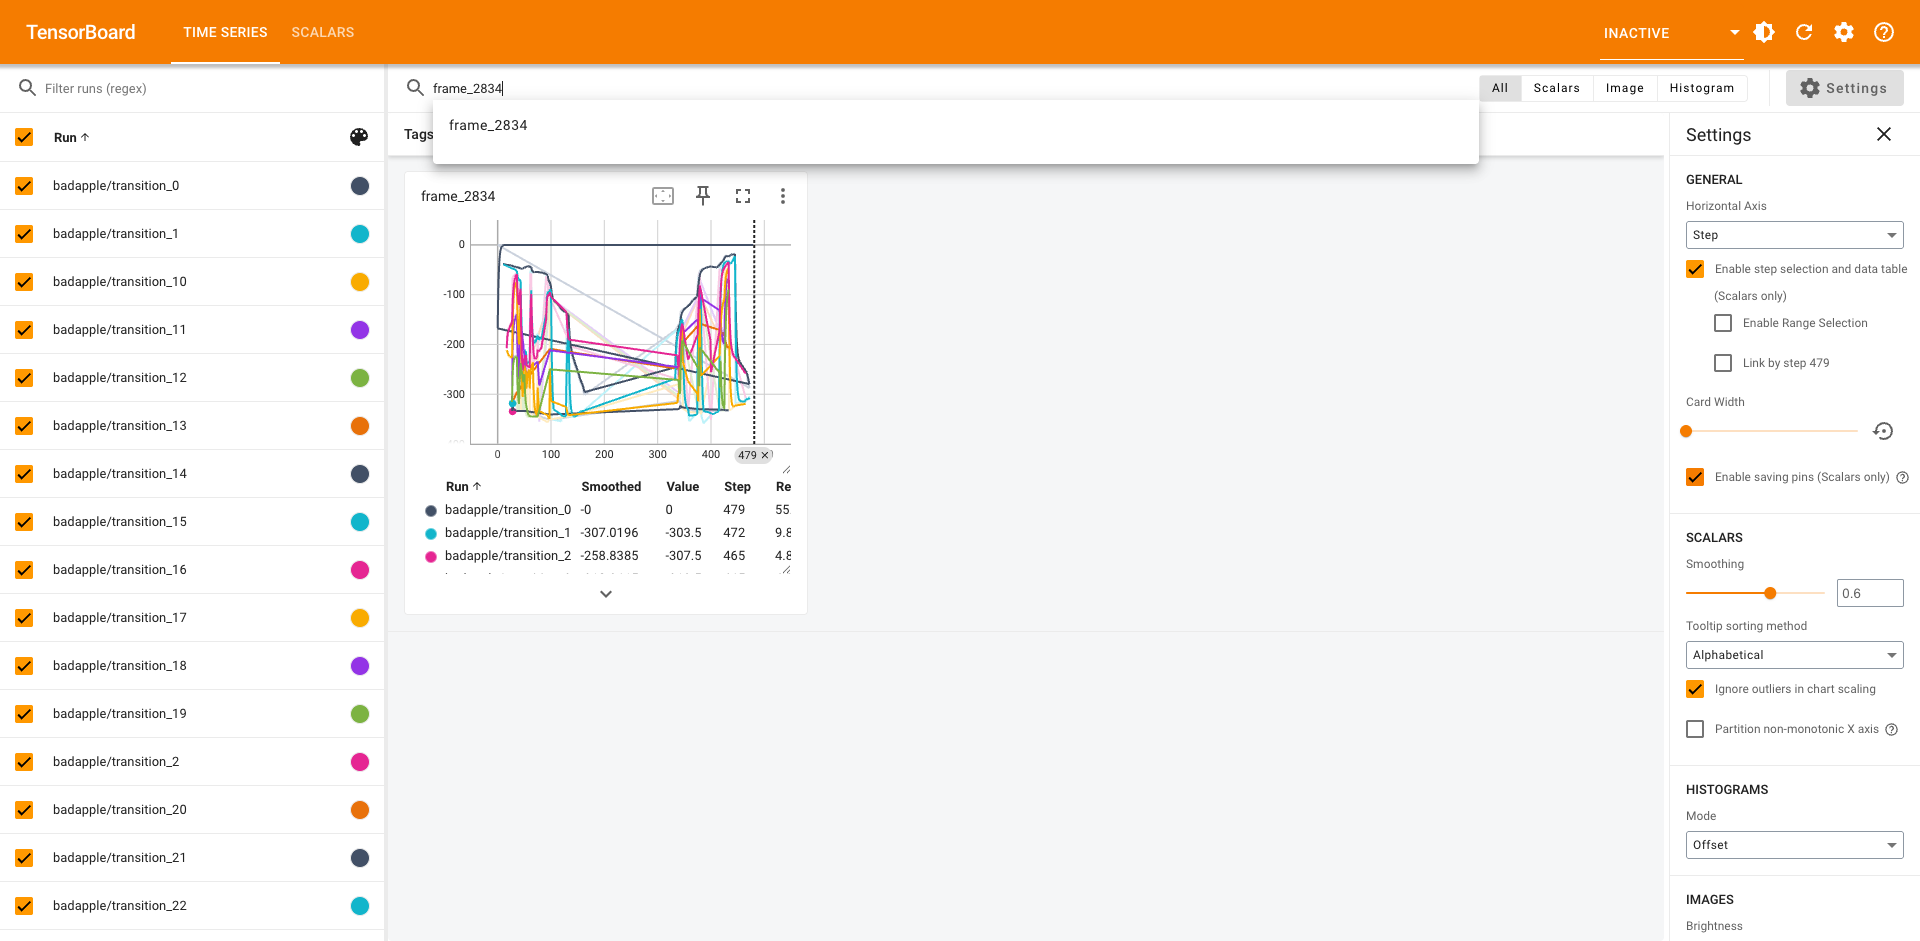 TensorBoard
TIME SERIES
SCALARS
INACTIVE
Filter runs (regex)
frame_2834
All
Scalars
Image
Histogram
Settings
Run
badapple/transition_0
badapple/transition_1
badapple/transition_10
badapple/transition_11
badapple/transition_12
badapple/transition_13
badapple/transition_14
badapple/transition_15
badapple/transition_16
badapple/transition_17
badapple/transition_18
badapple/transition_19
badapple/transition_2
badapple/transition_20
badapple/transition_21
badapple/transition_22
Tags
frame_2834
frame_2834
0
-100
-200
-300
0 100 200 300 400 479
Run Smoothed Value Step Re
badapple/transition_0 -0 0 479 55.
badapple/transition_1 -307.0196 -303.5 472 9.8
badapple/transition_2 -258.8385 -307.5 465 4.8
Settings
GENERAL
Horizontal Axis
Step
Enable step selection and data table
(Scalars only)
Enable Range Selection
Link by step 479
Card Width
Enable saving pins (Scalars only)
SCALARS
Smoothing
0.6
Tooltip sorting method
Alphabetical
Ignore outliers in chart scaling
Partition non-monotonic X axis
HISTOGRAMS
Mode
Offset
IMAGES
Brightness